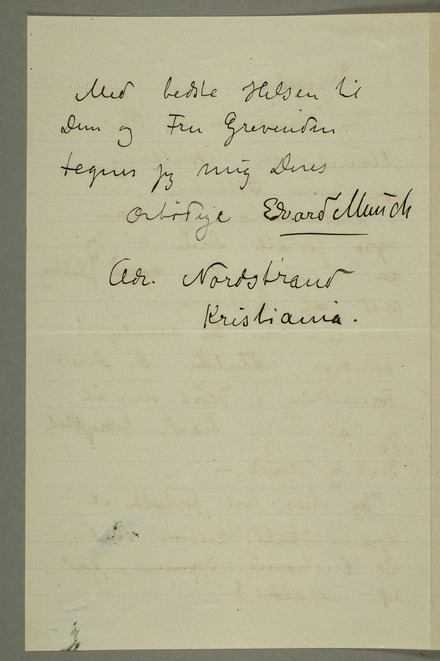 Med bedste Hilsen til
Dem og Fru Grevinden
tegner jeg mig Deres
ærbødige Edvard Munch
Adr. Nordstrand
Kristiania.